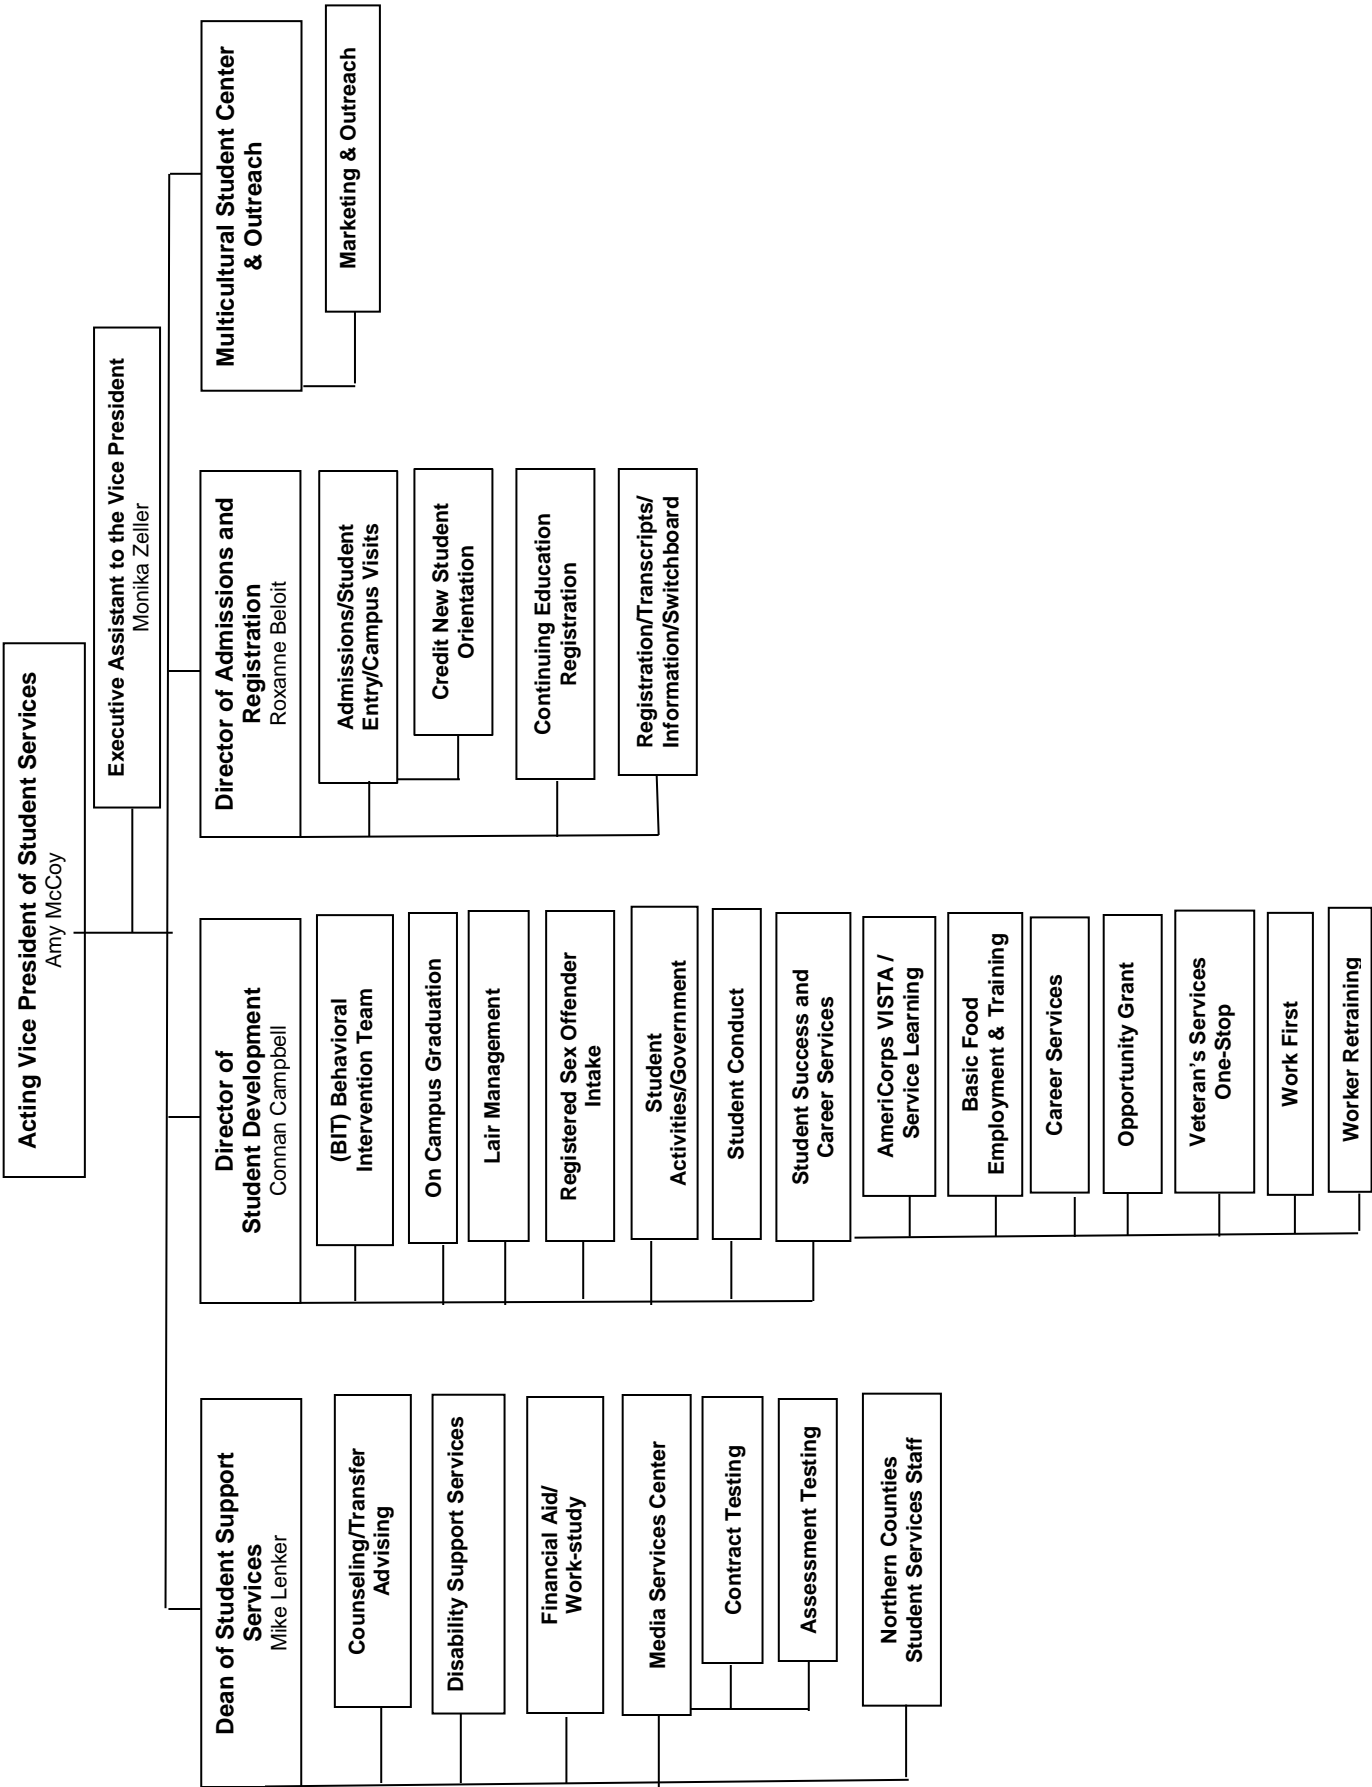 Acting Vice President of Student Services
Amy McCoy
Executive Assistant to the Vice President
Monika Zeller
Dean of Student Support
Services
Mike Lenker
Counseling/Transfer
Advising
Disability Support Services
Financial Aid/
Work-study
Media Services Center
Contract Testing
Assessment Testing
Northern Counties
Student Services Staff
Director of
Student Development
Connan Campbell
(BIT) Behavioral
Intervention Team
On Campus Graduation
Lair Management
Registered Sex Offender
Intake
Student
Activities/Government
Student Conduct
Student Success and
Career Services
AmeriCorps VISTA /
Service Learning
Basic Food
Employment & Training
Career Services
Opportunity Grant
Veteran's Services
One-Stop
Work First
Worker Retraining
Director of Admissions and
Registration
Roxanne Beloit
Admissions/Student
Entry/Campus Visits
Credit New Student
Orientation
Continuing Education
Registration
Registration/Transcripts/
Information/Switchboard
Multicultural Student Center
& Outreach
Marketing & Outreach